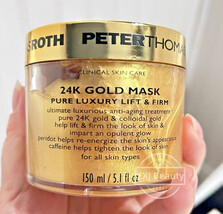 S ROTH PETER THOMA
CLINICAL SKIN CARE
24K GOLD MASK
PURE LUXURY LIFT & FIRM
ultimate luxurious anti-aging treatment
pure 24K gold & colloidal gold
help lift & firm the look of skin &
impart an opulent glow
peridot helps re-energize the skin's appearance
caffeine helps tighten the look of skin
for all skin types
150 ml / 5.1 fl oz
XI Beauty